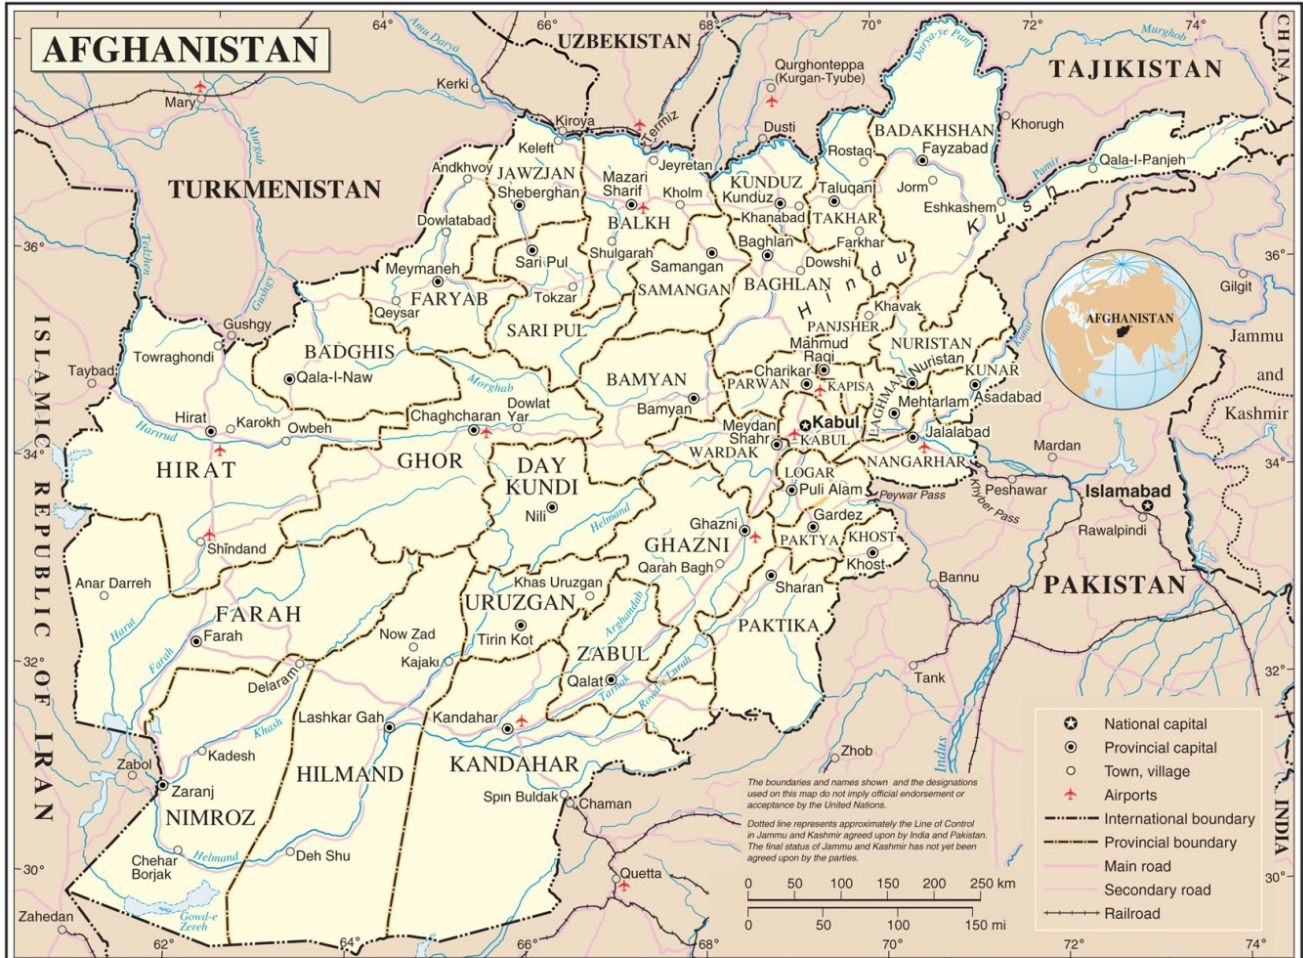 AFGHANISTAN
64
66
68
70
72
74
UZBEKISTAN
TAJIKISTAN
CHINA
TURKMENISTAN
ISLAMIC REPUBLIC OF IRAN
PAKISTAN
INDIA
Jammu
and
Kashmir
Amu Darya
Darya-ye Panj
Murghob
Kerki
Qurghonteppa
(Kurgan-Tyube)
Mary
Murgab
Kiroya
Termiz
Dusti
Khorugh
Keleft
Jeyretan
Rostaq
BADAKHSHAN
Fayzabad
Pamir
Qala-I-Panjeh
Andkhvoy
JAWZJAN
Sheberghan
Mazari
Sharif
Kholm
KUNDUZ
Kunduz
Khanabad
Taluqan
TAKHAR
Farkhar
Jorm
Eshkashem
BALKH
Dowlatabad
Shulgarah
Sari Pul
Samangan
SAMANGAN
Baghlan
Dowshi
BAGHLAN
Hindu Kush
36°
36°
Tedzhen
Gushgy
Meymaneh
FARYAB
Qeysar
Tokzar
SARI PUL
Khavak
PANJSHER
Gilgit
AFGHANISTAN
Gushgy
Towraghondi
BADGHIS
Qala-I-Naw
Taybad
Morghab
BAMYAN
Bamyan
Mahmud
Raqi
Charikar
PARWAN
KAPISA
NURISTAN
Nuristan
KUNAR
Kunar
Asadabad
LAGHMAN
Mehtarlam
Hirat
Karokh
Owbeh
Harirud
Chaghcharan
Dowlat
Yar
Meydan
Shahr
Kabul
KABUL
Jalalabad
Mardan
34°
34°
HIRAT
GHOR
DAY
KUNDI
Nili
Helmand
WARDAK
LOGAR
Puli Alam
NANGARHAR
Peywar Pass
Khyber Pass
Peshawar
Islamabad
Rawalpindi
Shindand
Ghazni
GHAZNI
Qarah Bagh
Gardez
PAKTYA
KHOST
Khost
Anar Darreh
Khas Uruzgan
URUZGAN
Tirin Kot
Arghandab
Sharan
Bannu
FARAH
Farah
Harut
Farah
Now Zad
Kajaki
ZABUL
Qalat
Tarnak
Rowd-e Lurah
PAKTIKA
32°
32°
Delaram
Tank
Lashkar Gah
Kandahar
Khash
Kadesh
Zabol
Zaranj
NIMROZ
HILMAND
KANDAHAR
Spin Buldak
Chaman
Zhob
Indus
Chehar
Borjak
Helmand
Deh Shu
Gowd-e
Zereh
Quetta
Zahedan
30°
30°
The boundaries and names shown and the designations
used on this map do not imply official endorsement or
acceptance by the United Nations.
Dotted line represents approximately the Line of Control
in Jammu and Kashmir agreed upon by India and Pakistan.
The final status of Jammu and Kashmir has not yet been
agreed upon by the parties.
0 50 100 150 200 250 km
0 50 100 150 mi
National capital
Provincial capital
Town, village
Airports
International boundary
Provincial boundary
Main road
Secondary road
Railroad
62°
64°
66°
68°
70°
72°
74°